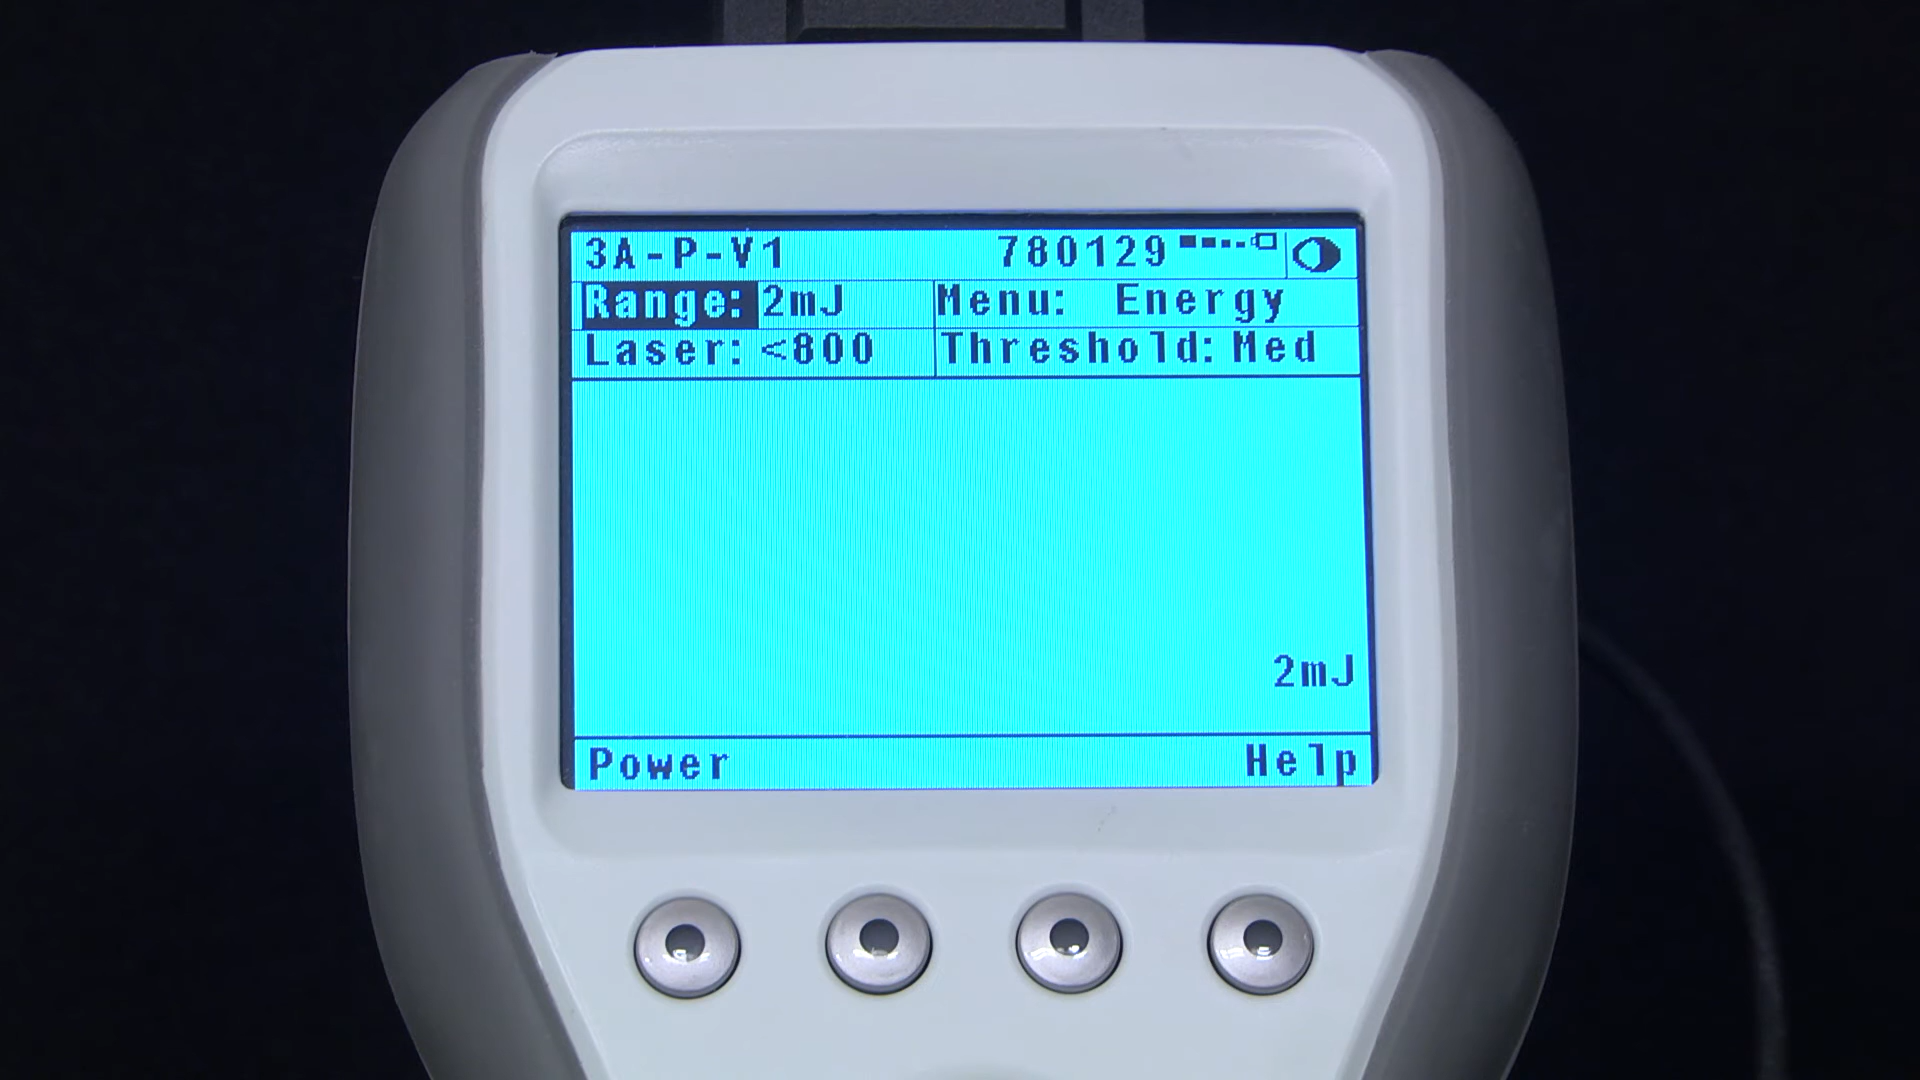 3A-P-V1 780129
Range: 2mJ Menu: Energy
Laser: <800 Threshold: Med
2mJ
Power Help